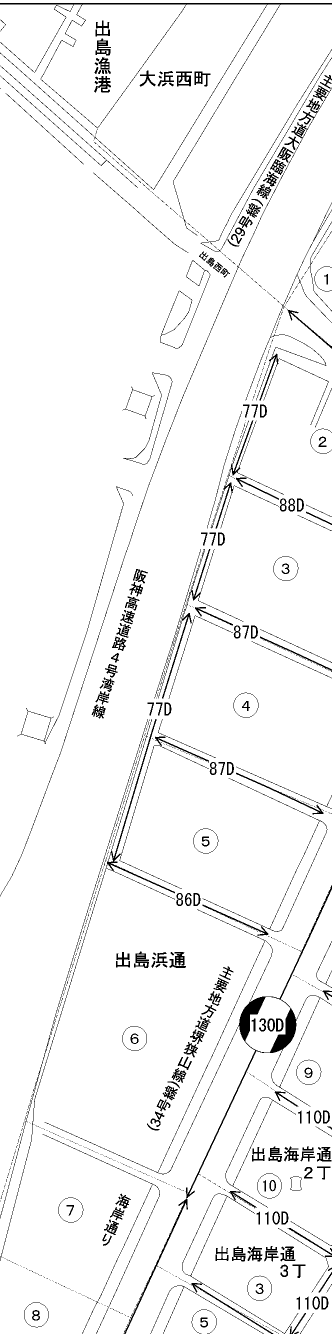 出島漁港
大浜西町
主要地方道大阪臨海線
(29号線)
出島西町
1
77D
2
88D
77D
3
87D
阪神高速道路4号湾岸線
77D
4
87D
5
86D
出島浜通
主要地方道堺狭山線
(34号線)
6
130D
9
110D
出島海岸通
2丁
10
7
海岸通り
110D
出島海岸通
3丁
3
110D
8
5